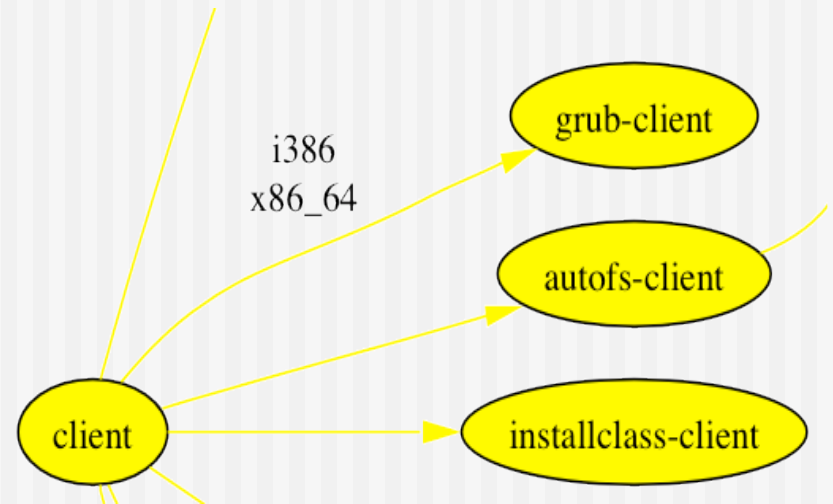 grub-client
i386
x86_64
autofs-client
client
installclass-client